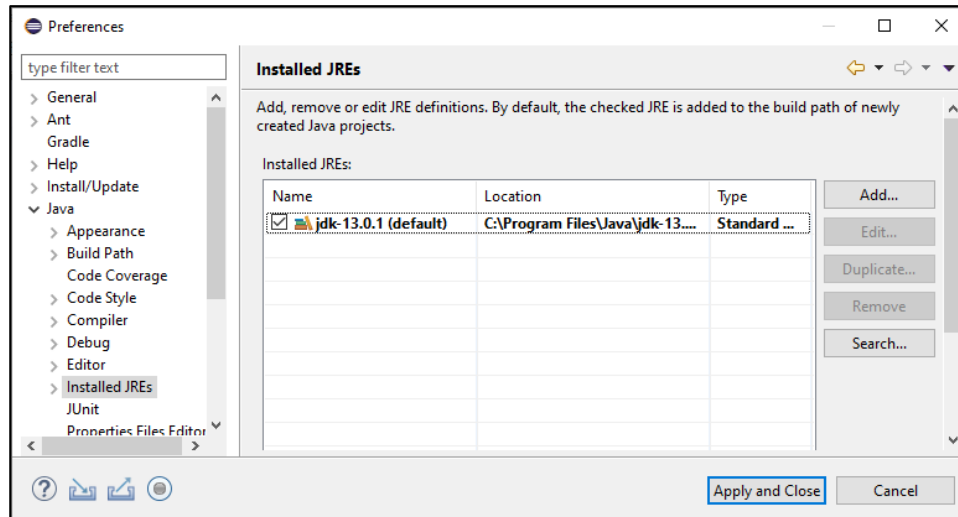 Preferences
type filter text
General
Ant
Gradle
Help
Install/Update
Java
Appearance
Build Path
Code Coverage
Code Style
Compiler
Debug
Editor
Installed JREs
JUnit
Properties Files Editor
Installed JREs
Add, remove or edit JRE definitions. By default, the checked JRE is added to the build path of newly
created Java projects.
Installed JREs:
Name Location Type
jdk-13.0.1 (default) C:\Program Files\Java\jdk-13.... Standard ...
Add...
Edit...
Duplicate...
Remove
Search...
Apply and Close Cancel